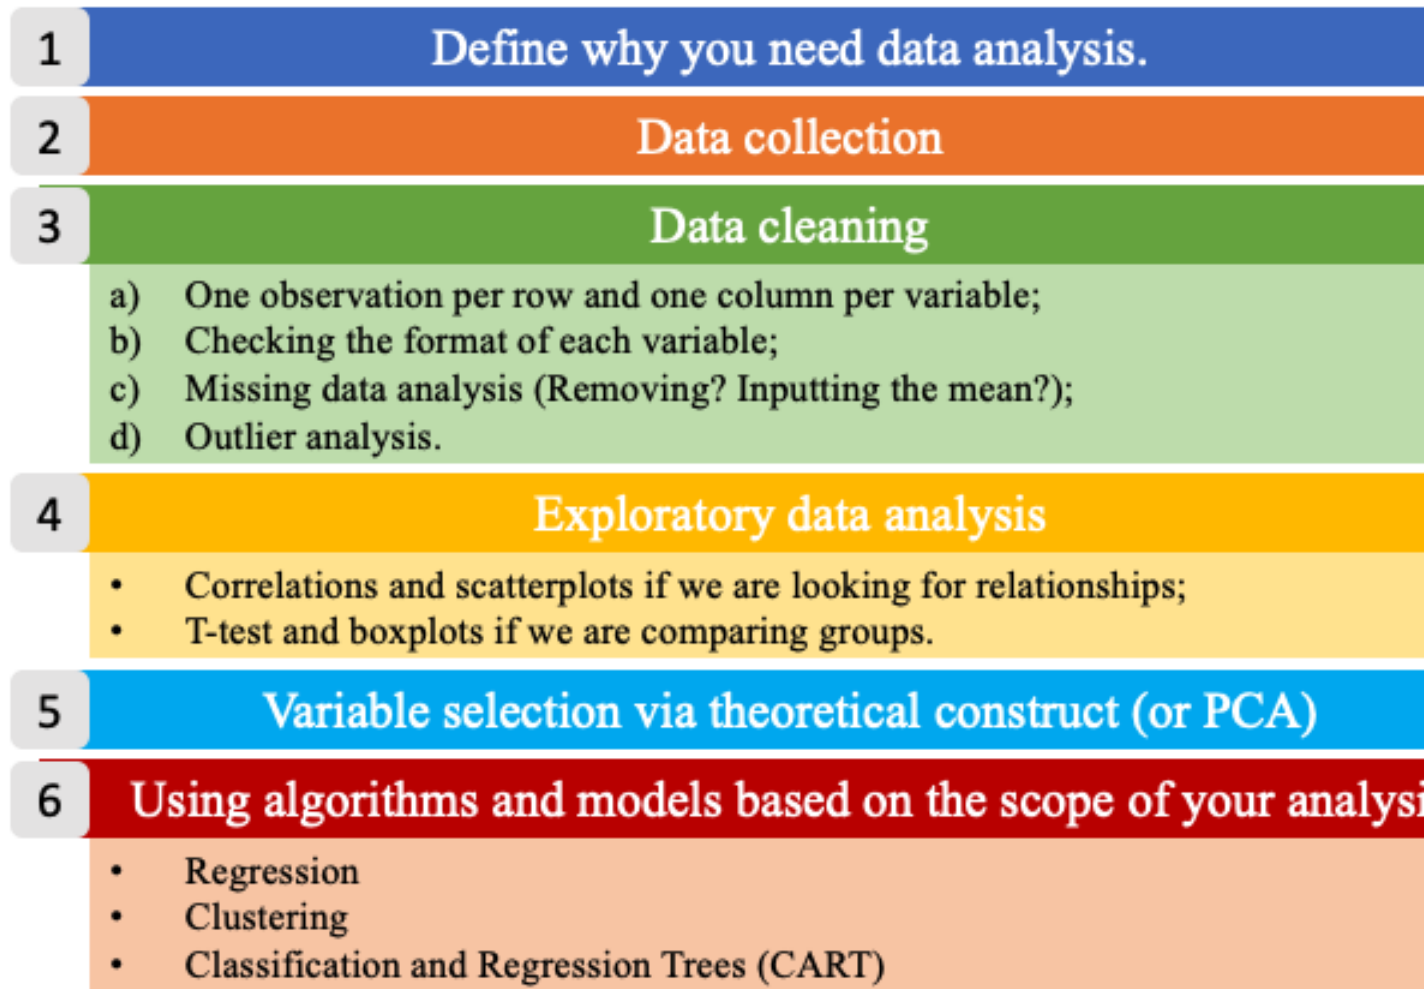 1 Define why you need data analysis.
2 Data collection
3 Data cleaning
a) One observation per row and one column per variable;
b) Checking the format of each variable;
c) Missing data analysis (Removing? Inputting the mean?);
d) Outlier analysis.
4 Exploratory data analysis
• Correlations and scatterplots if we are looking for relationships;
• T-test and boxplots if we are comparing groups.
5 Variable selection via theoretical construct (or PCA)
6 Using algorithms and models based on the scope of your analysi
• Regression
• Clustering
• Classification and Regression Trees (CART)